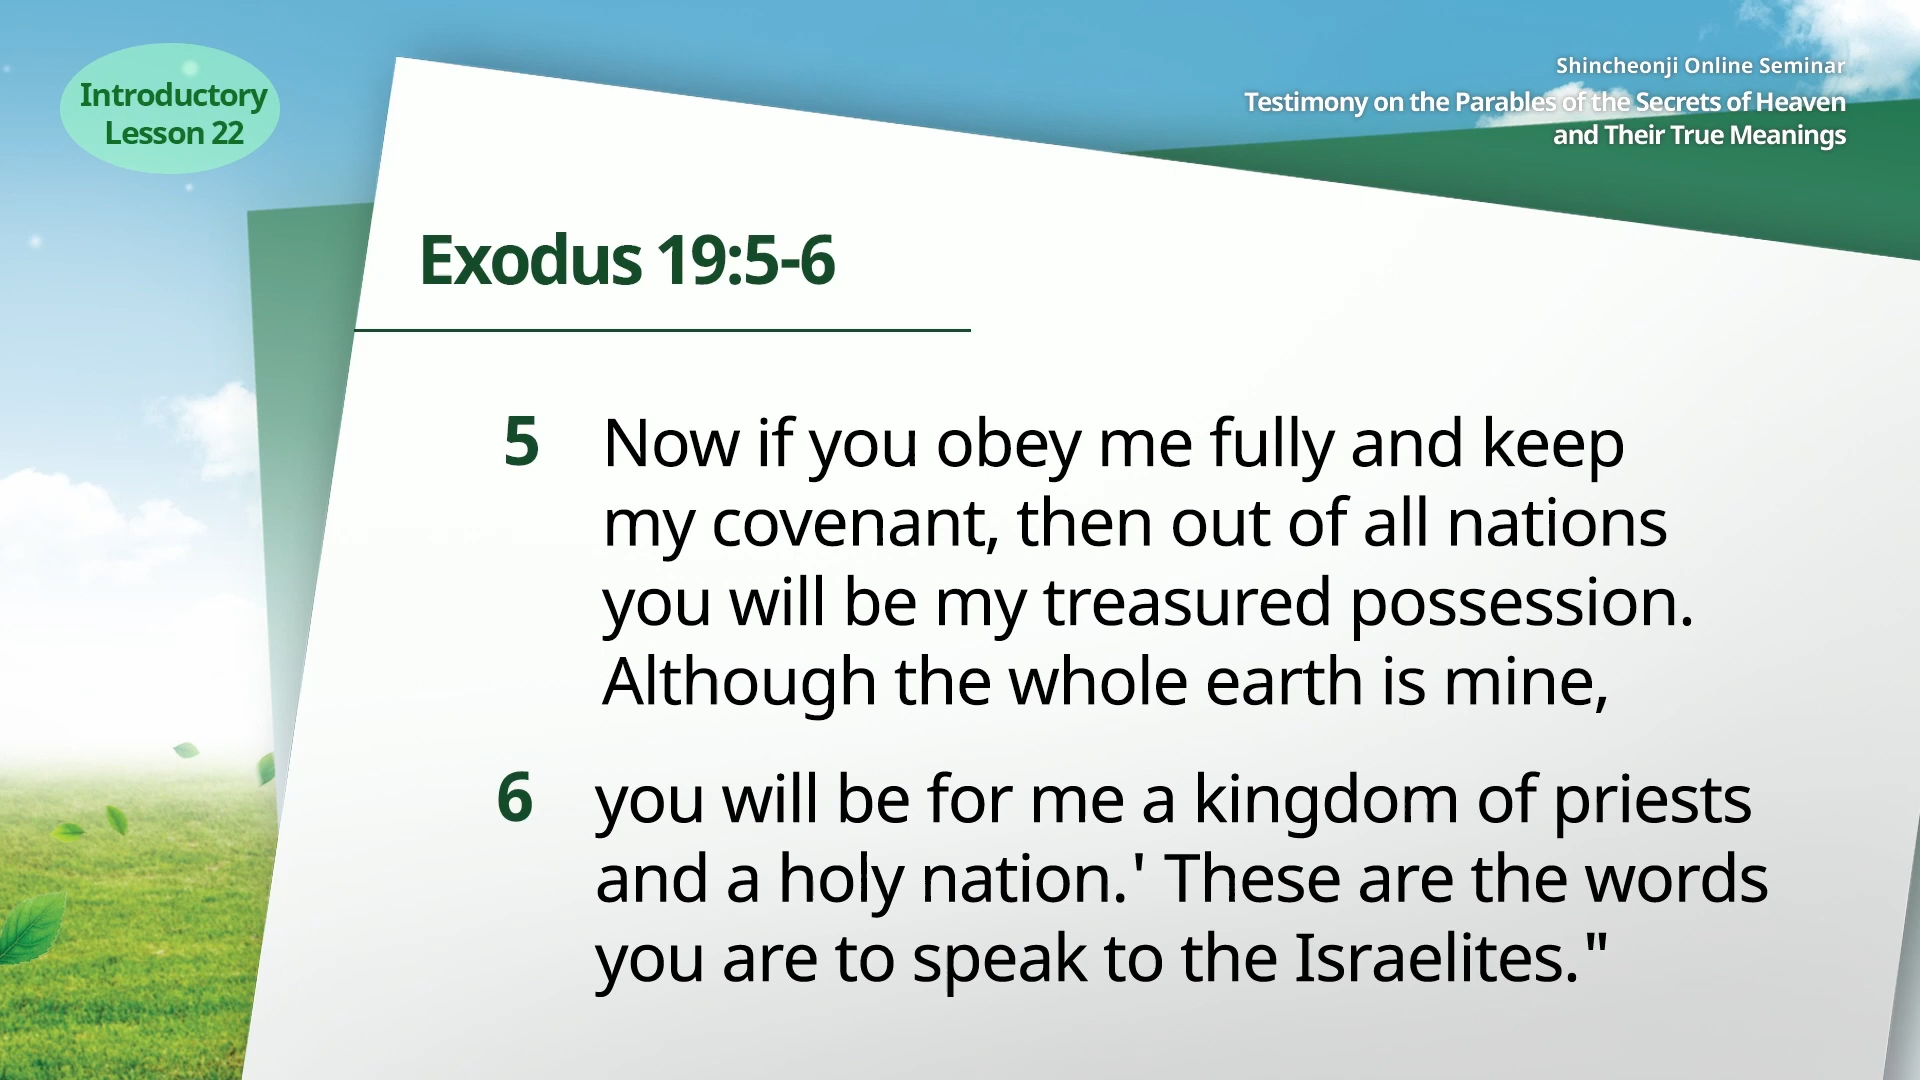 Introductory
Lesson 22
Shincheonji Online Seminar
Testimony on the Parables of the Secrets of Heaven
and Their True Meanings
Exodus 19:5-6
5 Now if you obey me fully and keep
my covenant, then out of all nations
you will be my treasured possession.
Although the whole earth is mine,
6 you will be for me a kingdom of priests
and a holy nation.' These are the words
you are to speak to the Israelites."